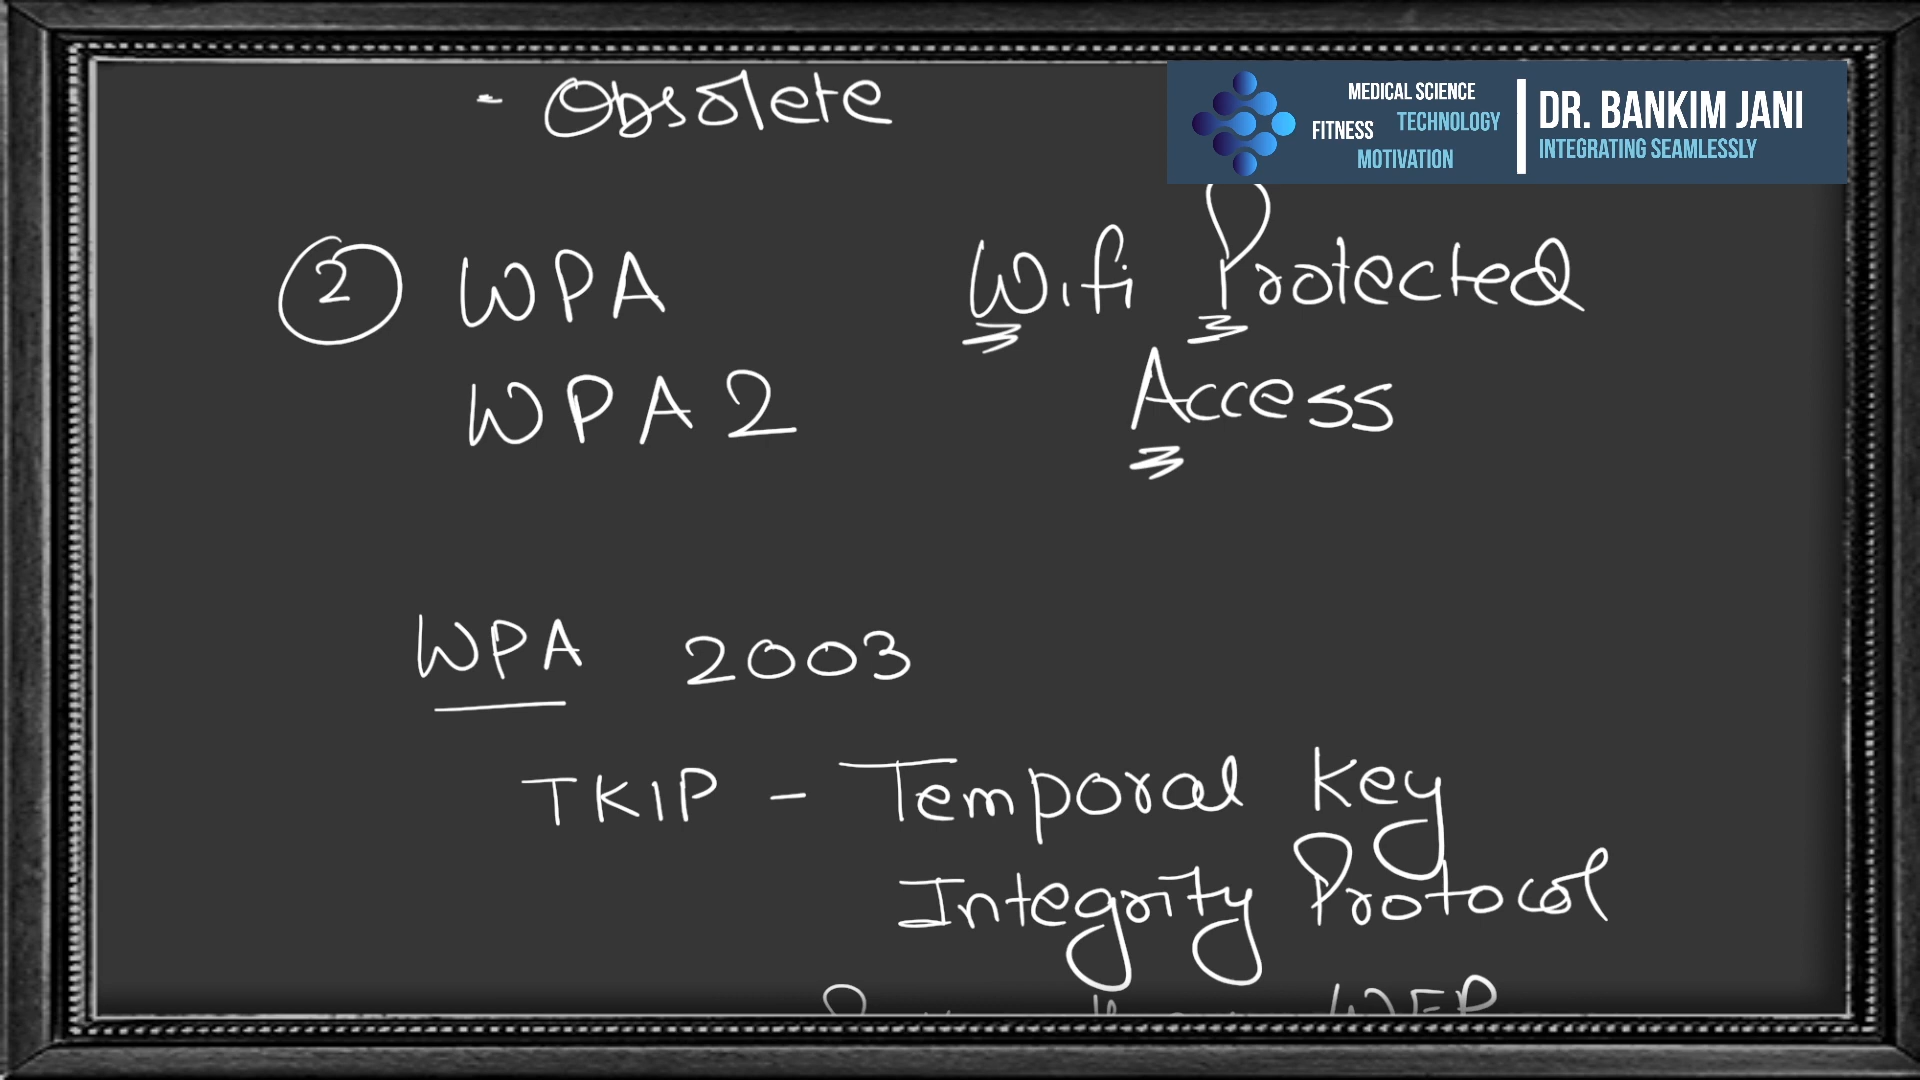 - Obsolete
MEDICAL SCIENCE
FITNESS TECHNOLOGY
MOTIVATION
DR. BANKIM JANI
INTEGRATING SEAMLESSLY
2 WPA Wifi Protected
WPA2 Access
WPA 2003
TKIP - Temporal Key
Integrity Protocol
WEP